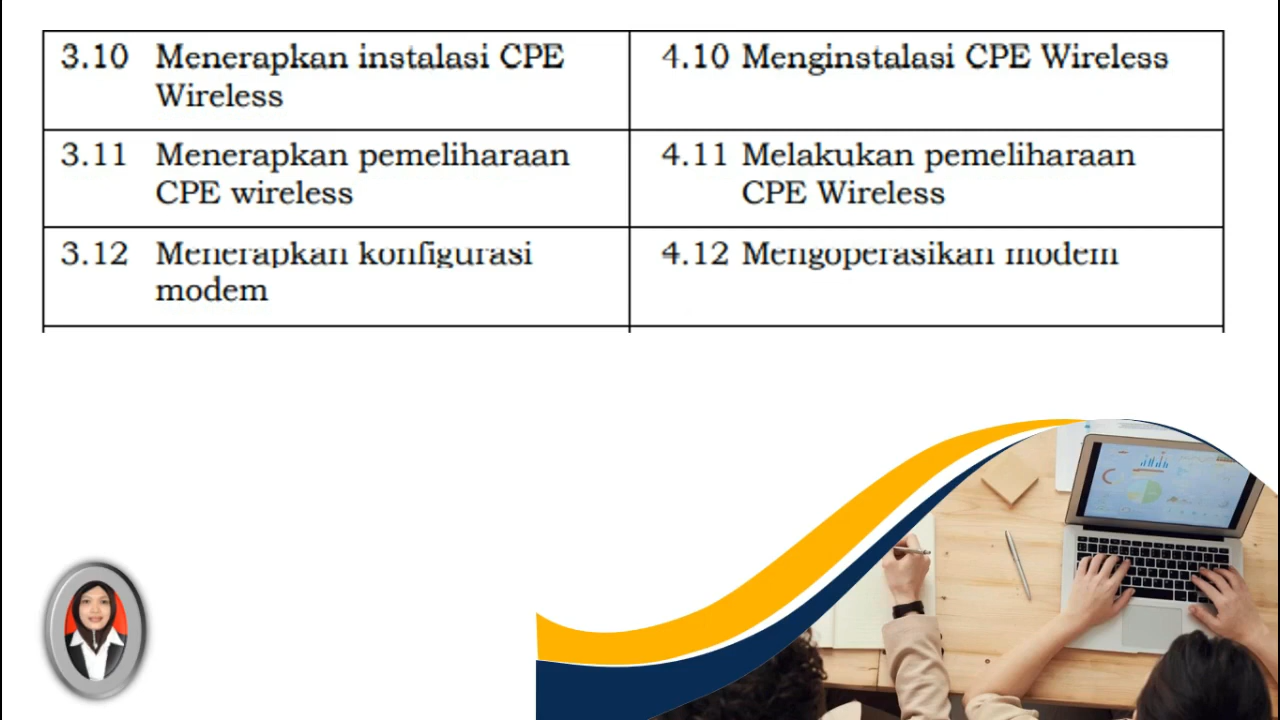 3.10 Menerapkan instalasi CPE
Wireless
4.10 Menginstalasi CPE Wireless
3.11 Menerapkan pemeliharaan
CPE wireless
4.11 Melakukan pemeliharaan
CPE Wireless
3.12 Menerapkan konfigurasi
modem
4.12 Mengoperasikan modem